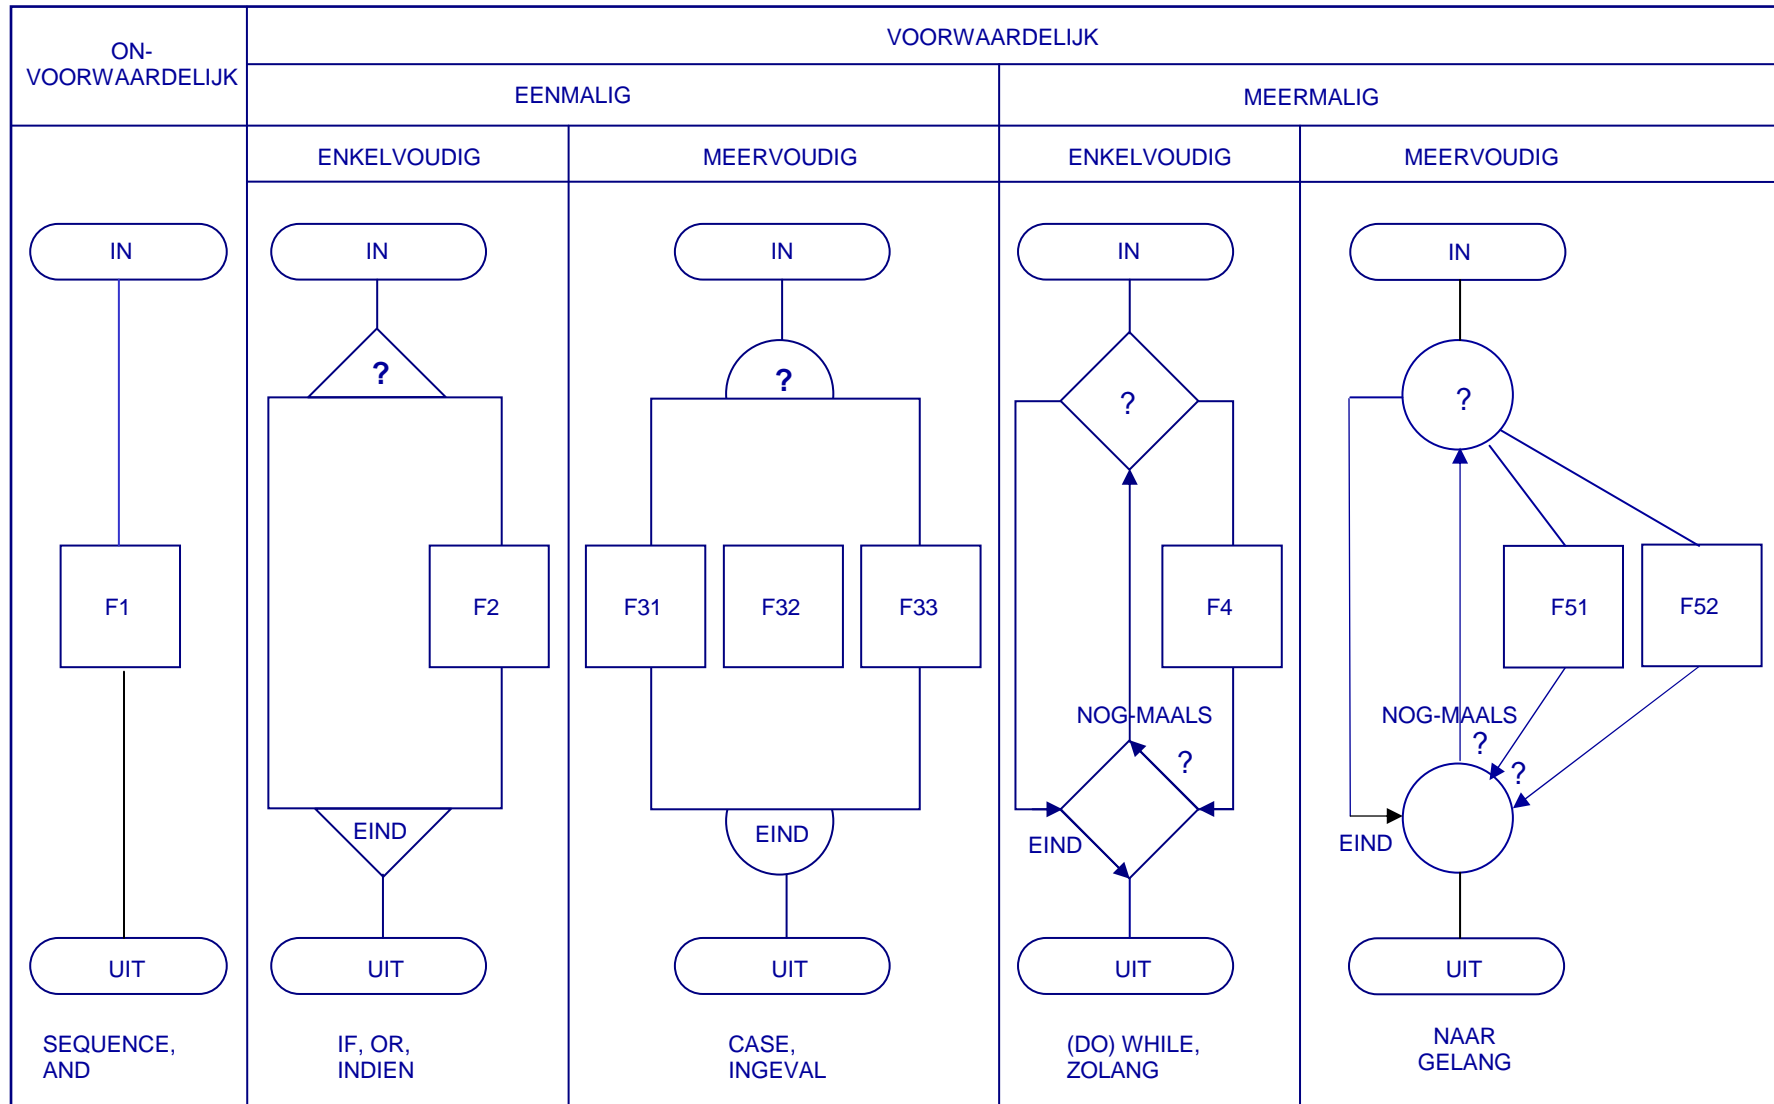 ON-
VOORWAARDELIJK
VOORWAARDELIJK
EENMALIG
MEERMALIG
ENKELVOUDIG
MEERVOUDIG
ENKELVOUDIG
MEERVOUDIG
IN
IN
IN
IN
IN
?
?
?
?
F1
F2
F31
F32
F33
F4
F51
F52
NOG-MAALS
?
NOG-MAALS
?
?
EIND
EIND
EIND
EIND
UIT
UIT
UIT
UIT
UIT
SEQUENCE,
AND
IF, OR,
INDIEN
CASE,
INGEVAL
(DO) WHILE,
ZOLANG
NAAR
GELANG